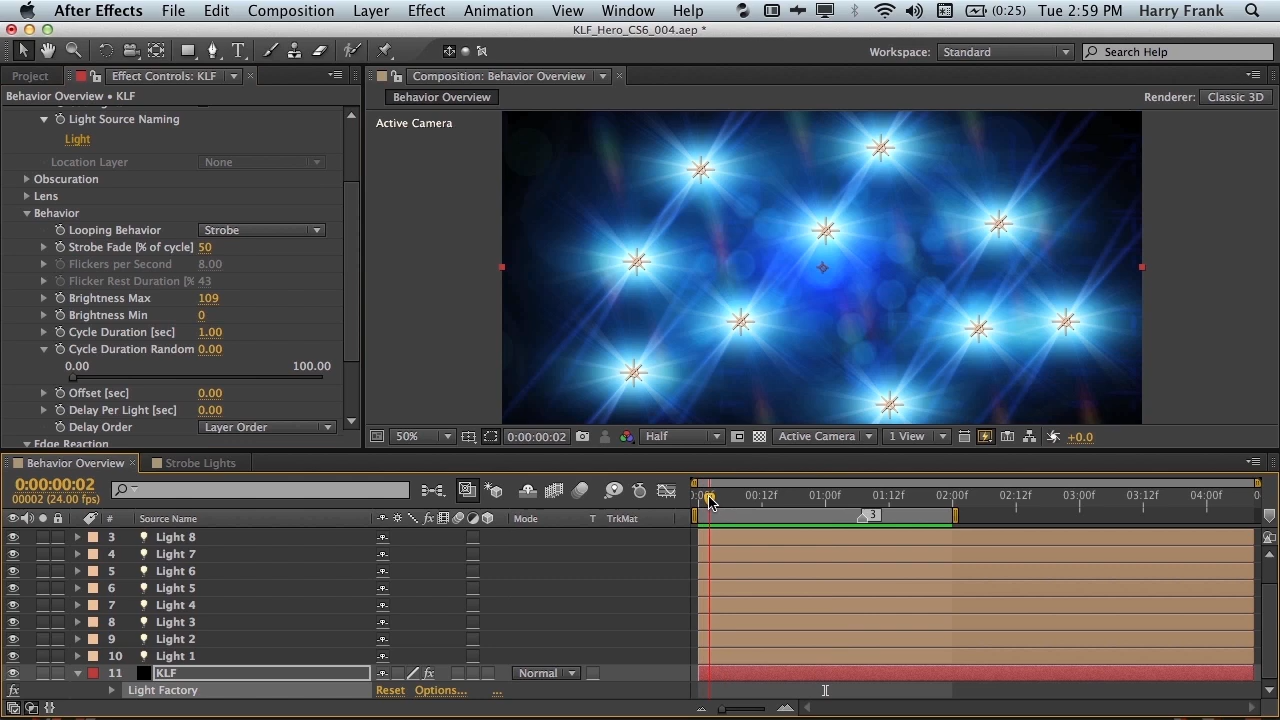 After Effects File Edit Composition Layer Effect Animation View Window Help (0:25) Tue 2:59 PM Harry Frank
KLF_Hero_CS6_004.aep *
Workspace: Standard Search Help
Project Effect Controls: KLF Composition: Behavior Overview
Behavior Overview • KLF
Behavior Overview Renderer: Classic 3D
Light Source Naming
Active Camera
Light
Location Layer None
Obscuration
Lens
Behavior
Looping Behavior Strobe
Strobe Fade [% of cycle] 50
Flickers per Second 8.00
Flicker Rest Duration [% 43
Brightness Max 109
Brightness Min 0
Cycle Duration [sec] 1.00
Cycle Duration Random 0.00
0.00 100.00
Offset [sec] 0.00
Delay Per Light [sec] 0.00
Delay Order Layer Order
Edge Reaction
50% 0:00:00:02 Half Active Camera 1 View +0.0
Behavior Overview Strobe Lights
0:00:00:02
00002 (24.00 fps)
00:12f 01:00f 01:12f 02:00f 02:12f 03:00f 03:12f 04:00f
# Source Name fx Mode T TrkMat
3
3 Light 8
4 Light 7
5 Light 6
6 Light 5
7 Light 4
8 Light 3
9 Light 2
10 Light 1
11 KLF fx Normal
fx Light Factory Reset Options... ...